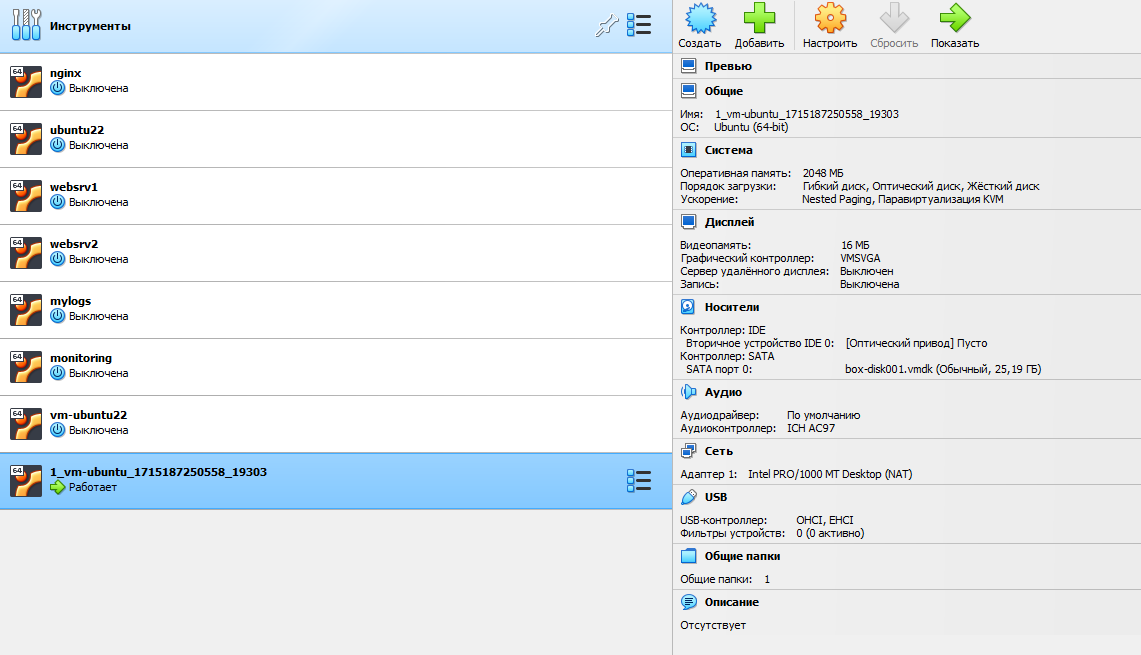 Инструменты
64
nginx
Выключена
64
ubuntu22
Выключена
64
websrv1
Выключена
64
websrv2
Выключена
64
mylogs
Выключена
64
monitoring
Выключена
64
vm-ubuntu22
Выключена
64
1_vm-ubuntu_1715187250558_19303
Работает
Создать Добавить Настроить Сбросить Показать
Превью
Общие
Имя: 1_vm-ubuntu_1715187250558_19303
ОС: Ubuntu (64-bit)
Система
Оперативная память: 2048 МБ
Порядок загрузки: Гибкий диск, Оптический диск, Жёсткий диск
Ускорение: Nested Paging, Паравиртуализация KVM
Дисплей
Видеопамять: 16 МБ
Графический контроллер: VMSVGA
Сервер удалённого дисплея: Выключен
Запись: Выключена
Носители
Контроллер: IDE
Вторичное устройство IDE 0: [Оптический привод] Пусто
Контроллер: SATA
SATA порт 0: box-disk001.vmdk (Обычный, 25,19 ГБ)
Аудио
Аудиодрайвер: По умолчанию
Аудиоконтроллер: ICH AC97
Сеть
Адаптер 1: Intel PRO/1000 MT Desktop (NAT)
USB
USB-контроллер: OHCI, EHCI
Фильтры устройств: 0 (0 активно)
Общие папки
Общие папки: 1
Описание
Отсутствует